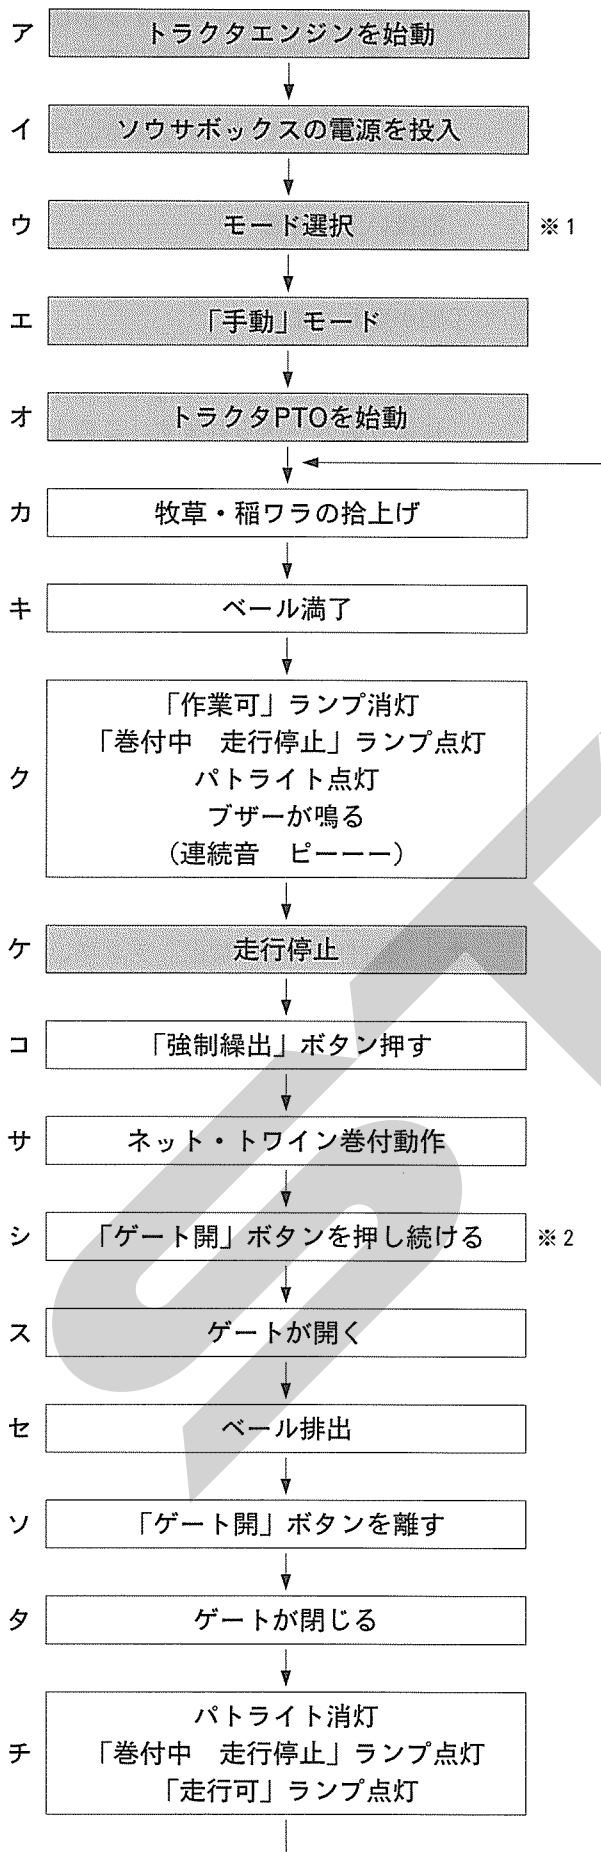 ア トラクタエンジンを始動
イ ソウサボックスの電源を投入
ウ モード選択 ※1
エ 「手動」モード
オ トラクタPTOを始動
カ 牧草・稲ワラの拾上げ
キ ベール満了
「作業可」ランプ消灯
「巻付中 走行停止」ランプ点灯
ク パトライト点灯
ブザーが鳴る
(連続音 ピーーー)
ケ 走行停止
コ 「強制繰出」ボタン押す
サ ネット・トワイン巻付動作
シ 「ゲート開」ボタンを押し続ける ※2
ス ゲートが開く
セ ベール排出
ソ 「ゲート開」ボタンを離す
タ ゲートが閉じる
パトライト消灯
チ 「巻付中 走行停止」ランプ点灯
「走行可」ランプ点灯